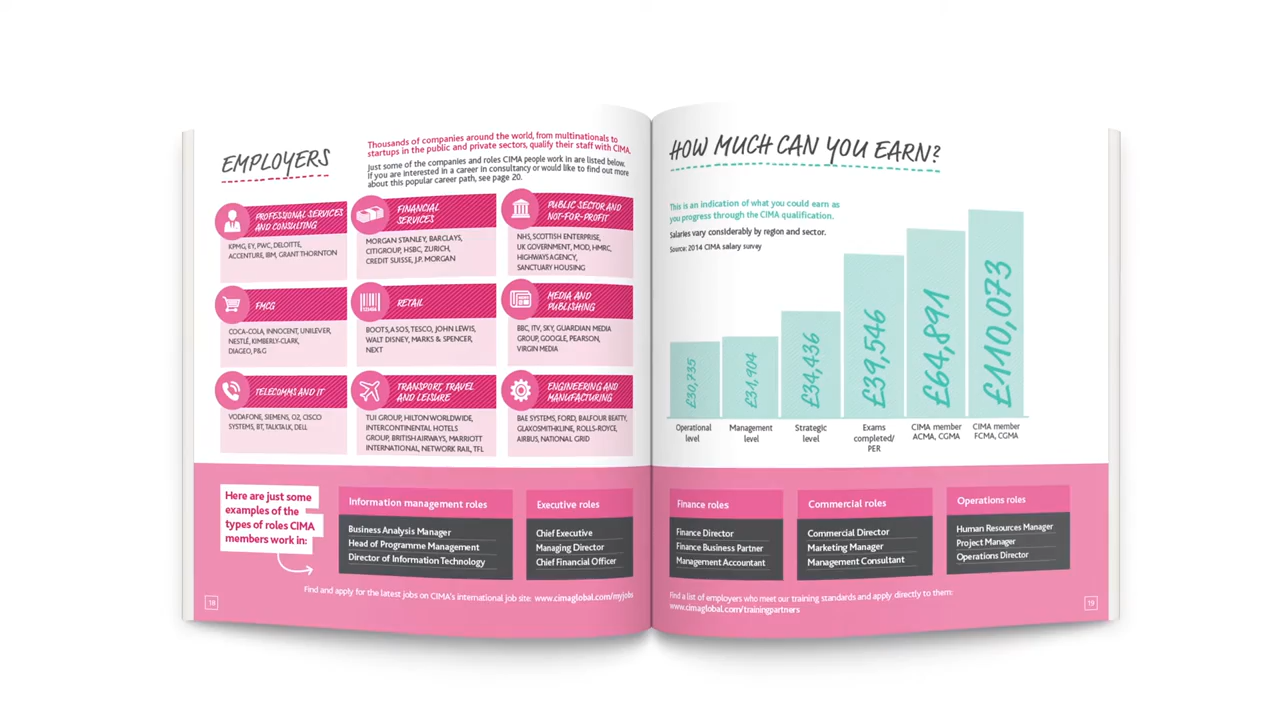 EMPLOYERS
Thousands of companies around the world, from multinationals to
startups in the public and private sectors, qualify their staff with CIMA.
Just some of the companies and roles CIMA people work in are listed below.
If you are interested in a career in consultancy or would like to find out more
about this popular career path, see page 20.
PROFESSIONAL SERVICES
AND CONSULTING
KPMG, EY, PWC, DELOITTE,
ACCENTURE, IBM, GRANT THORNTON
FINANCIAL
SERVICES
MORGAN STANLEY, BARCLAYS,
CITIGROUP, HSBC, ZURICH,
CREDIT SUISSE, J.P. MORGAN
PUBLIC SECTOR AND
NOT-FOR-PROFIT
NHS, SCOTTISH ENTERPRISE,
UK GOVERNMENT, MOD, HMRC,
HIGHWAYS AGENCY,
SANCTUARY HOUSING
FMCG
COCA-COLA, INNOCENT, UNILEVER,
NESTLÉ, KIMBERLY-CLARK,
DIAGEO, P&G
RETAIL
BOOTS, ASOS, TESCO, JOHN LEWIS,
WALT DISNEY, MARKS & SPENCER,
NEXT
MEDIA AND
PUBLISHING
BBC, ITV, SKY, GUARDIAN MEDIA
GROUP, GOOGLE, PEARSON,
VIRGIN MEDIA
TELECOMMS AND IT
VODAFONE, SIEMENS, O2, CISCO
SYSTEMS, BT, TALKTALK, DELL
TRANSPORT, TRAVEL
AND LEISURE
TUI GROUP, HILTON WORLDWIDE,
INTERCONTINENTAL HOTELS
GROUP, BRITISH AIRWAYS, MARRIOTT
INTERNATIONAL, NETWORK RAIL, TFL
ENGINEERING AND
MANUFACTURING
BAE SYSTEMS, FORD, BALFOUR BEATTY,
GLAXOSMITHKLINE, ROLLS-ROYCE,
AIRBUS, NATIONAL GRID
Here are just some
examples of the
types of roles CIMA
members work in:
Information management roles
Business Analysis Manager
Head of Programme Management
Director of Information Technology
Executive roles
Chief Executive
Managing Director
Chief Financial Officer
Find and apply for the latest jobs on CIMA's international job site: www.cimaglobal.com/myjobs
18
HOW MUCH CAN YOU EARN?
This is an indication of what you could earn as
you progress through the CIMA qualification.
Salaries vary considerably by region and sector.
Source: 2014 CIMA salary survey
£30,735
£31,904
£34,436
£39,546
£64,891
£110,073
Operational
level
Management
level
Strategic
level
Exams
completed/
PER
CIMA member
ACMA, CGMA
CIMA member
FCMA, CGMA
Finance roles
Finance Director
Finance Business Partner
Management Accountant
Commercial roles
Commercial Director
Marketing Manager
Management Consultant
Operations roles
Human Resources Manager
Project Manager
Operations Director
Find a list of employers who meet our training standards and apply directly to them:
www.cimaglobal.com/trainingpartners
19